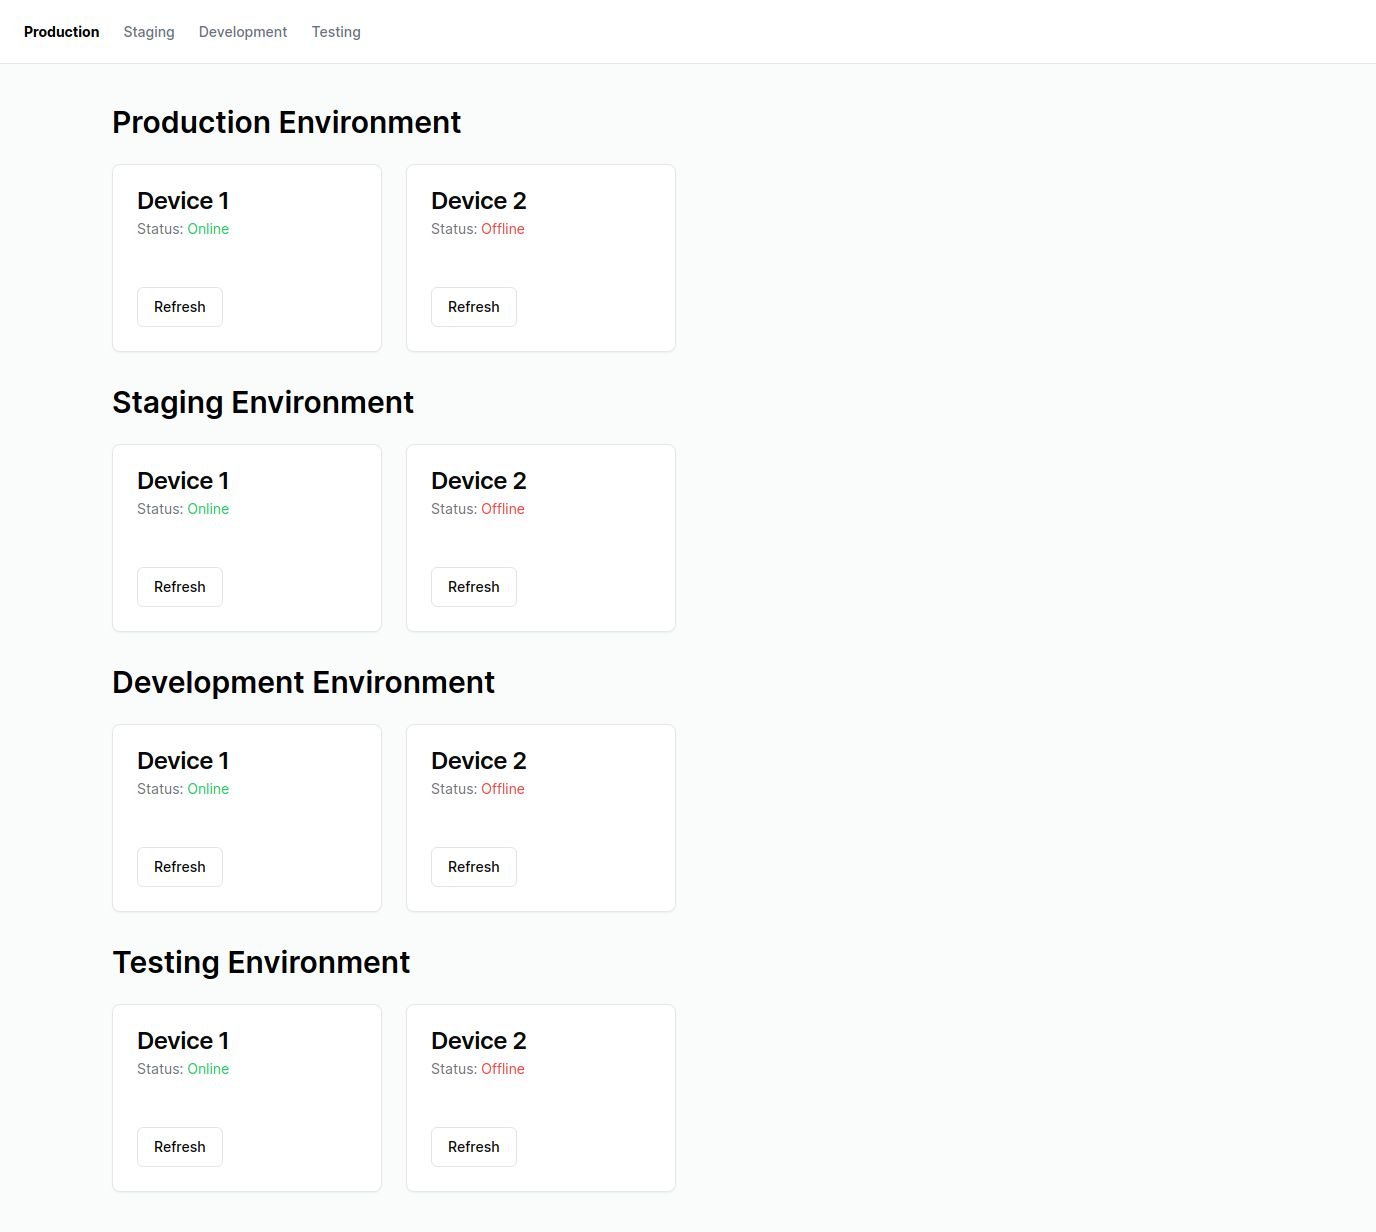 Production Staging Development Testing
Production Environment
Device 1
Status: Online
Refresh
Device 2
Status: Offline
Refresh
Staging Environment
Device 1
Status: Online
Refresh
Device 2
Status: Offline
Refresh
Development Environment
Device 1
Status: Online
Refresh
Device 2
Status: Offline
Refresh
Testing Environment
Device 1
Status: Online
Refresh
Device 2
Status: Offline
Refresh